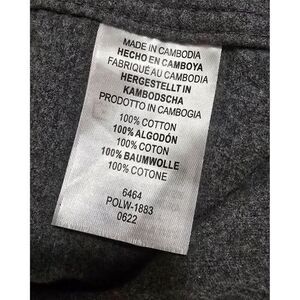 MADE IN CAMBODIA
HECHO EN CAMBOYA
FABRIQUÉ AU CAMBODIA
HERGESTELLT IN
KAMBODSCHA
PRODOTTO IN CAMBOGIA
100% COTTON
100% ALGODÓN
100% COTON
100% BAUMWOLLE
100% COTONE
6464
POLW-1883
0622